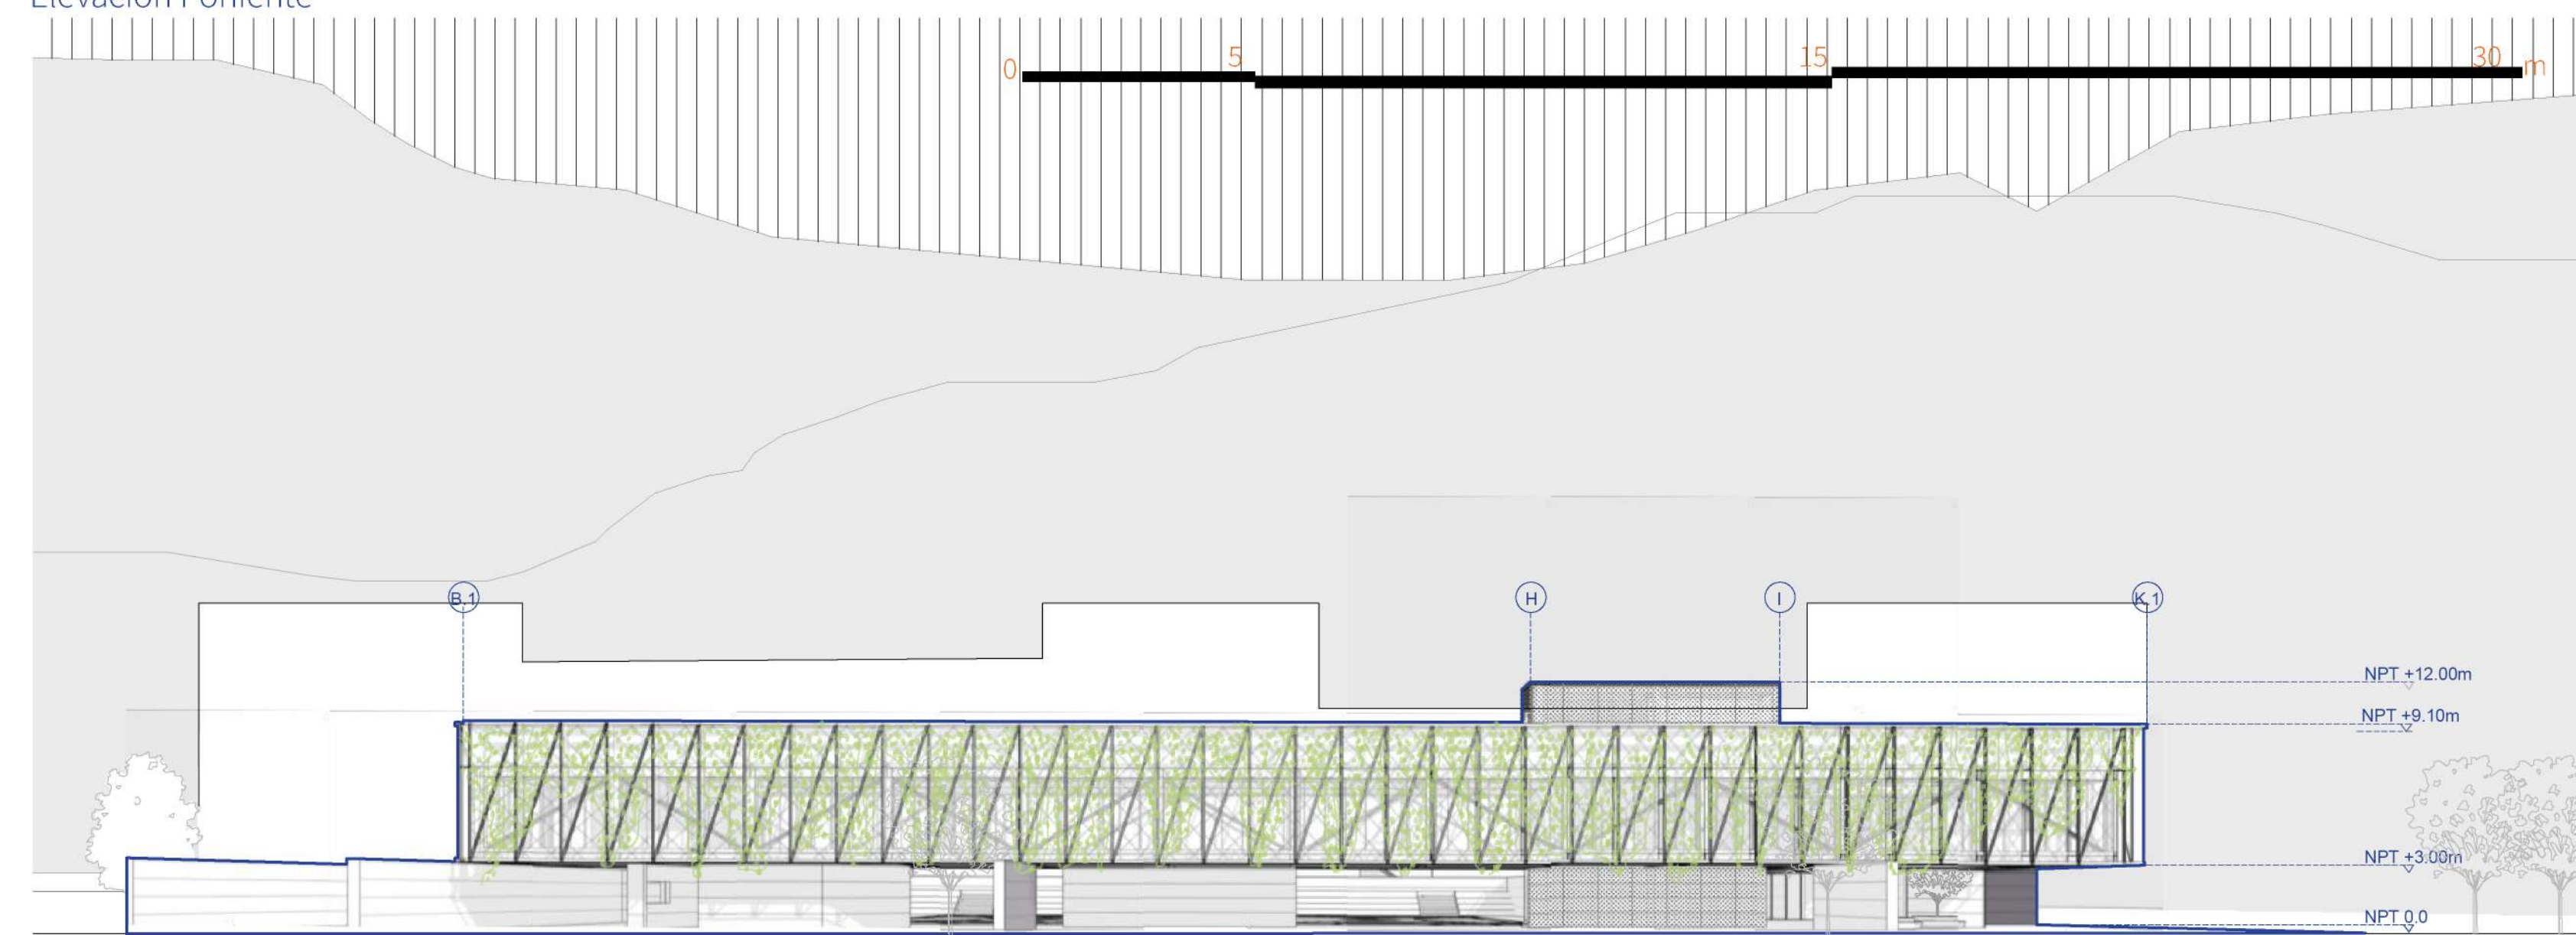 Elevación Poniente
0 5 15 30 m
B.1 H I K.1
NPT +12.00m
NPT +9.10m
NPT +3.00m
NPT 0.0